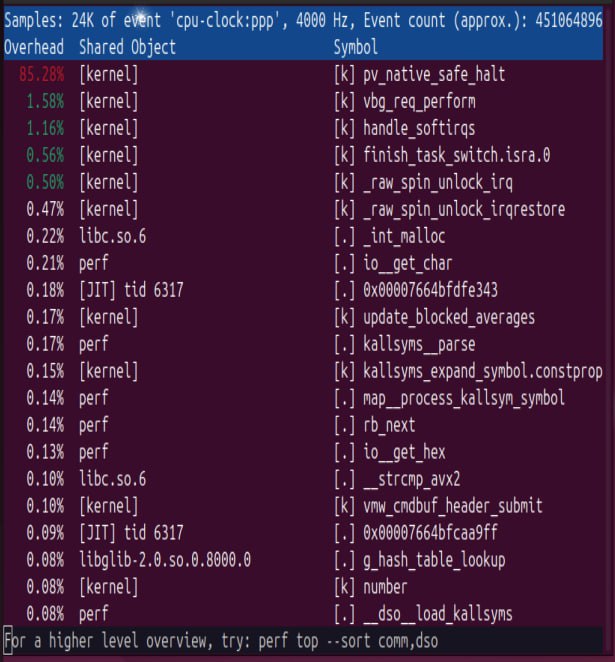 Samples: 24K of event 'cpu-clock:ppp', 4000 Hz, Event count (approx.): 451064896
Overhead  Shared Object  Symbol
85.28%  [kernel]  [k] pv_native_safe_halt
1.58%  [kernel]  [k] vbg_req_perform
1.16%  [kernel]  [k] handle_softirqs
0.56%  [kernel]  [k] finish_task_switch.isra.0
0.50%  [kernel]  [k] _raw_spin_unlock_irq
0.47%  [kernel]  [k] _raw_spin_unlock_irqrestore
0.22%  libc.so.6  [.] _int_malloc
0.21%  perf  [.] io__get_char
0.18%  [JIT] tid 6317  [.] 0x00007664bfdfe343
0.17%  [kernel]  [k] update_blocked_averages
0.17%  perf  [.] kallsyms__parse
0.15%  [kernel]  [k] kallsyms_expand_symbol.constprop
0.14%  perf  [.] map__process_kallsym_symbol
0.14%  perf  [.] rb_next
0.13%  perf  [.] io__get_hex
0.10%  libc.so.6  [.] __strcmp_avx2
0.10%  [kernel]  [k] vmw_cmdbuf_header_submit
0.09%  [JIT] tid 6317  [.] 0x00007664bfcaa9ff
0.08%  libglib-2.0.so.0.8000.0  [.] g_hash_table_lookup
0.08%  [kernel]  [k] number
0.08%  perf  [.] __dso__load_kallsyms
For a higher level overview, try: perf top --sort comm,dso